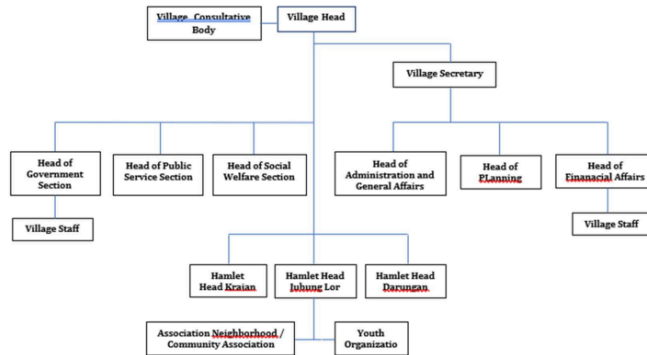 Village Consultative
Body
Village Head
Village Secretary
Head of
Government
Section
Head of Public
Service Section
Head of Social
Welfare Section
Head of
Administration and
General Affairs
Head of
PLanning
Head of
Finanacial Affairs
Village Staff
Village Staff
Hamlet
Head Kraian
Hamlet Head
Jubung Lor
Hamlet Head
Darungan
Association Neighborhood /
Community Association
Youth
Organizatio